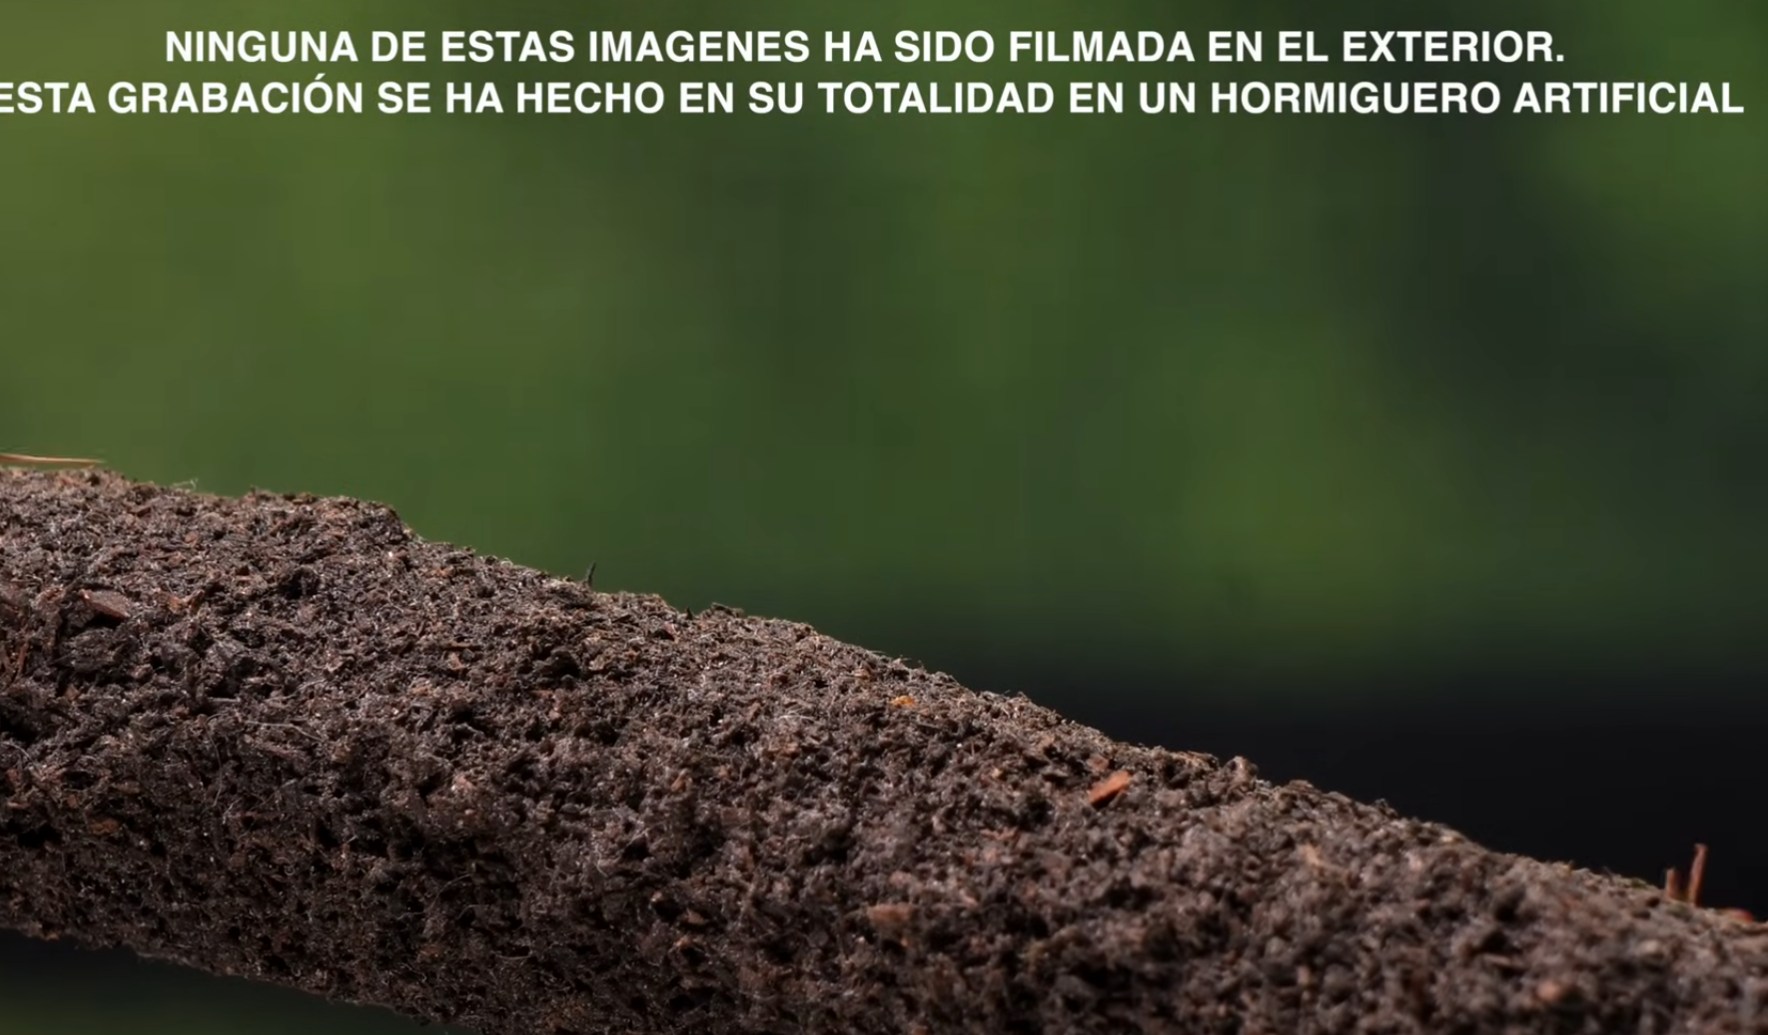 NINGUNA DE ESTAS IMAGENES HA SIDO FILMADA EN EL EXTERIOR.
ESTA GRABACIÓN SE HA HECHO EN SU TOTALIDAD EN UN HORMIGUERO ARTIFICIAL